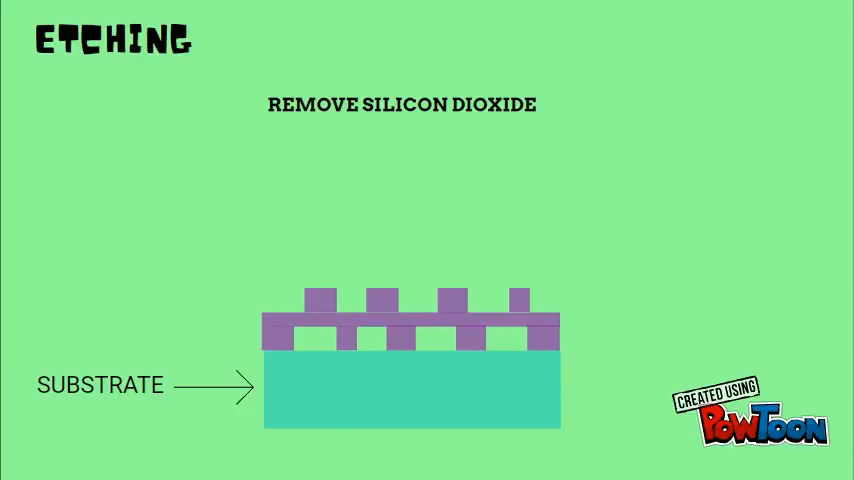 ETCHING
REMOVE SILICON DIOXIDE
SUBSTRATE
CREATED USING
POWTOON